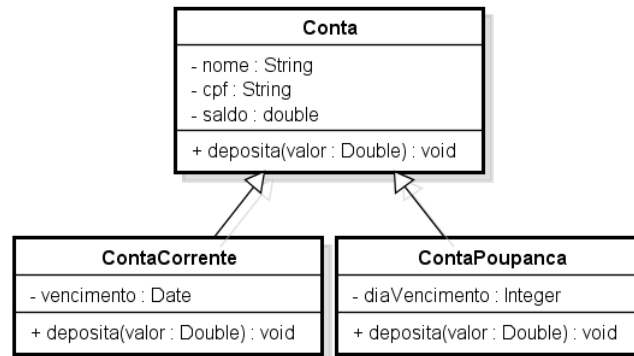 Conta
- nome : String
- cpf : String
- saldo : double
+ deposita(valor : Double) : void
ContaCorrente
- vencimento : Date
+ deposita(valor : Double) : void
ContaPoupanca
- diaVencimento : Integer
+ deposita(valor : Double) : void